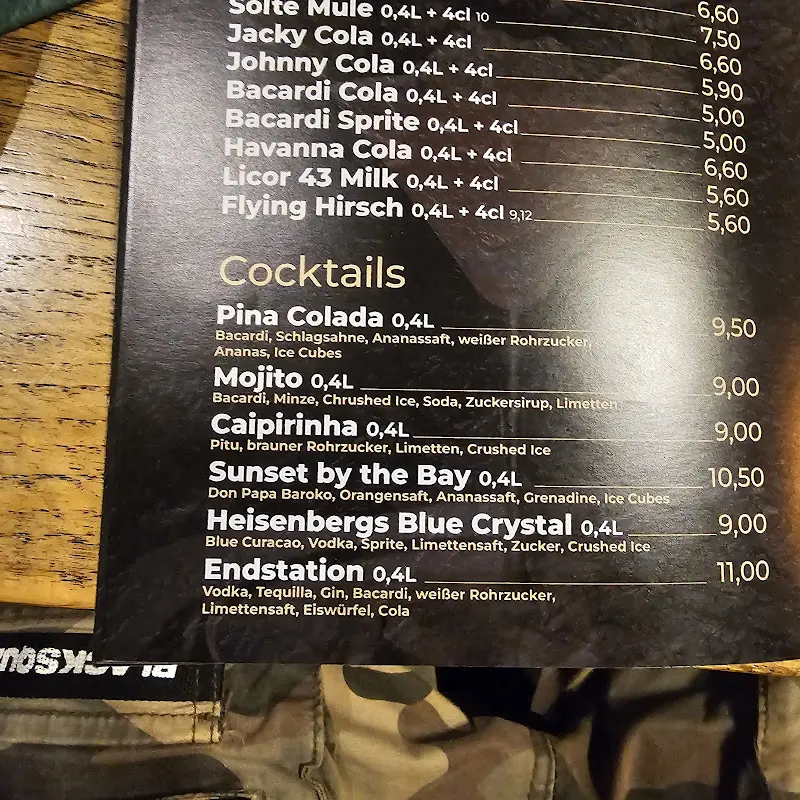 Softe Mule 0,4L + 4cl 10 6,60
Jacky Cola 0,4L + 4cl 7,50
Johnny Cola 0,4L + 4cl 6,60
Bacardi Cola 0,4L + 4cl 5,90
Bacardi Sprite 0,4L + 4cl 5,00
Havanna Cola 0,4L + 4cl 5,00
Licor 43 Milk 0,4L + 4cl 6,60
Flying Hirsch 0,4L + 4cl 9,12 5,60
5,60
Cocktails
Pina Colada 0,4L 9,50
Bacardi, Schlagsahne, Ananassaft, weißer Rohrzucker,
Ananas, Ice Cubes
Mojito 0,4L 9,00
Bacardi, Minze, Chrushed Ice, Soda, Zuckersirup, Limetten
Caipirinha 0,4L 9,00
Pitu, brauner Rohrzucker, Limetten, Crushed Ice
Sunset by the Bay 0,4L 10,50
Don Papa Baroko, Orangensaft, Ananassaft, Grenadine, Ice Cubes
Heisenbergs Blue Crystal 0,4L 9,00
Blue Curacao, Vodka, Sprite, Limettensaft, Zucker, Crushed Ice
Endstation 0,4L 11,00
Vodka, Tequilla, Gin, Bacardi, weißer Rohrzucker,
Limettensaft, Eiswürfel, Cola
BLACKSQU